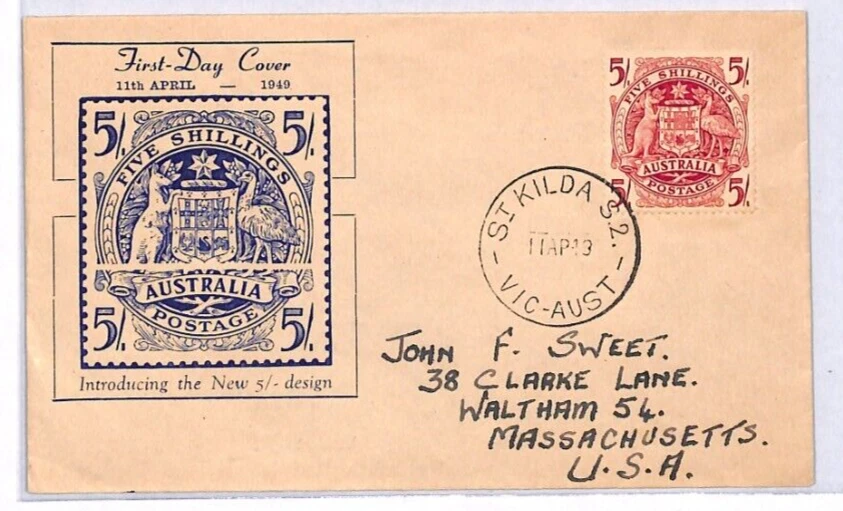 First-Day Cover
11th APRIL — 1949
5/. 5/.
FIVE SHILLINGS
AUSTRALIA
POSTAGE
5/. 5/.
Introducing the New 5/- design
5/- 5/-
FIVE SHILLINGS
AUSTRALIA
POSTAGE
5/- 5/-
ST KILDA S.2.
11AP49
VIC-AUST
JOHN F. SWEET.
38 CLARKE LANE.
WALTHAM 54.
MASSACHUSETTS.
U.S.A.